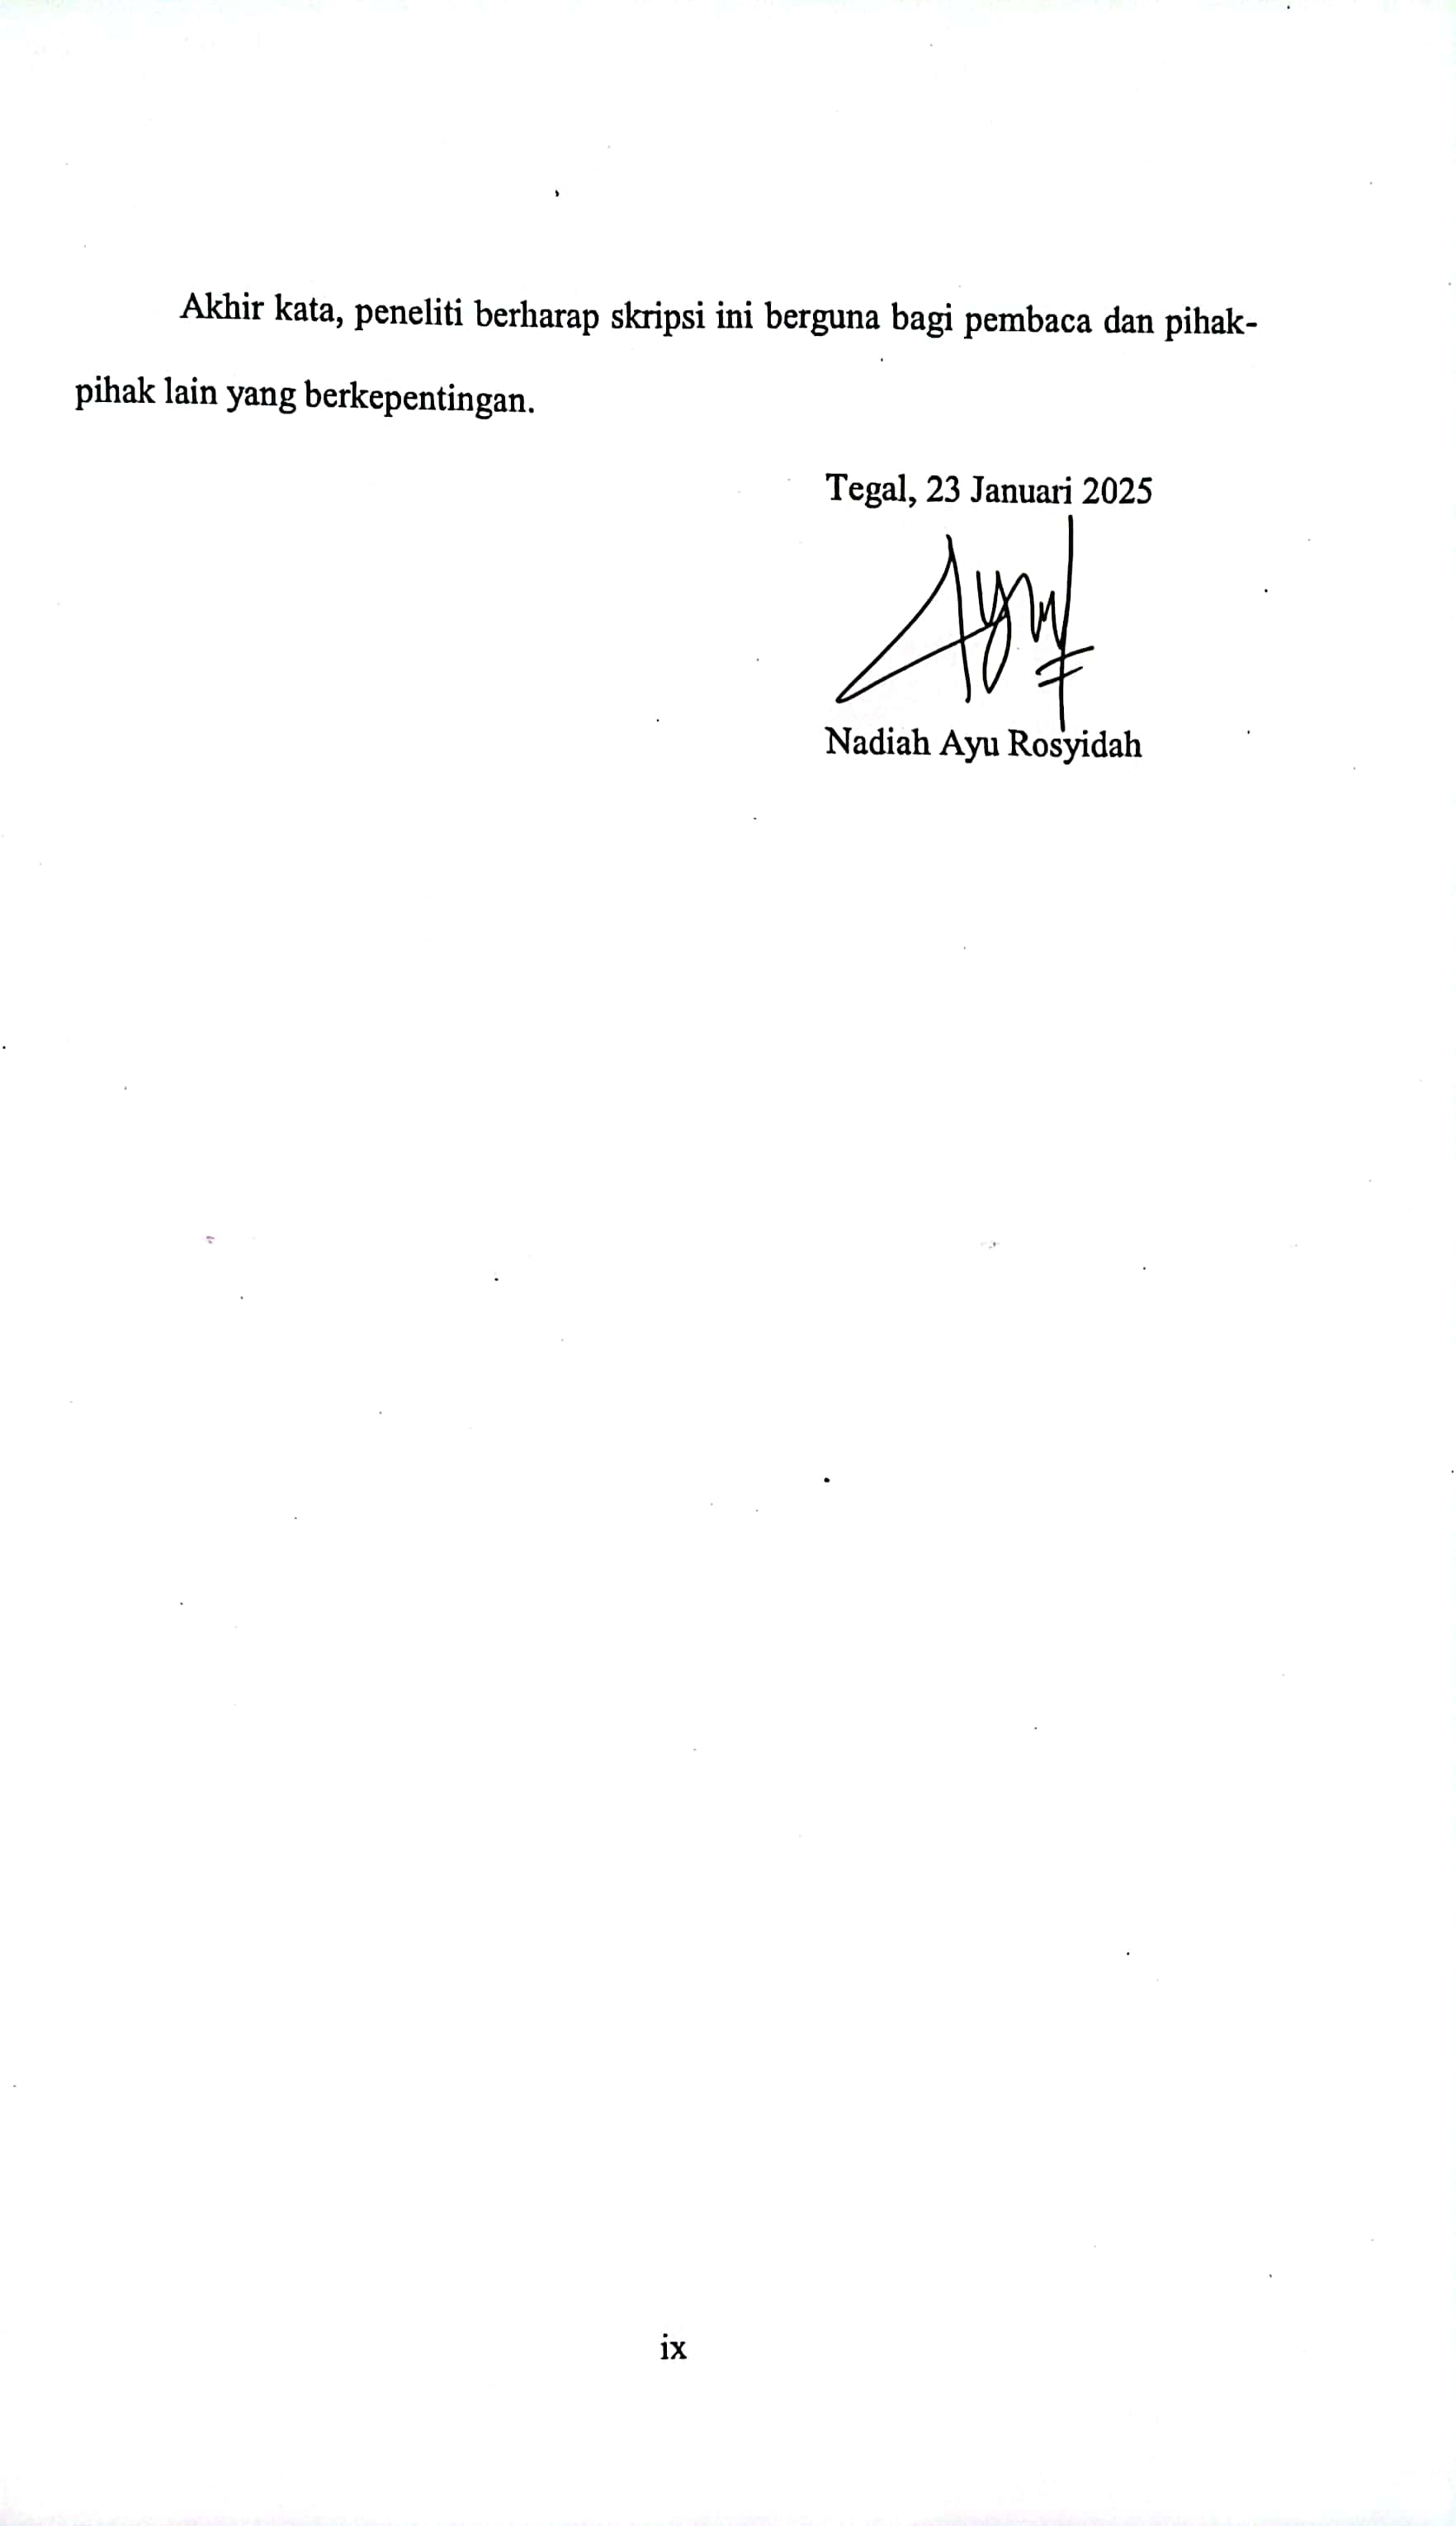 Akhir kata, peneliti berharap skripsi ini berguna bagi pembaca dan pihak-
pihak lain yang berkepentingan.
Tegal, 23 Januari 2025
Nadiah Ayu Rosyidah
ix